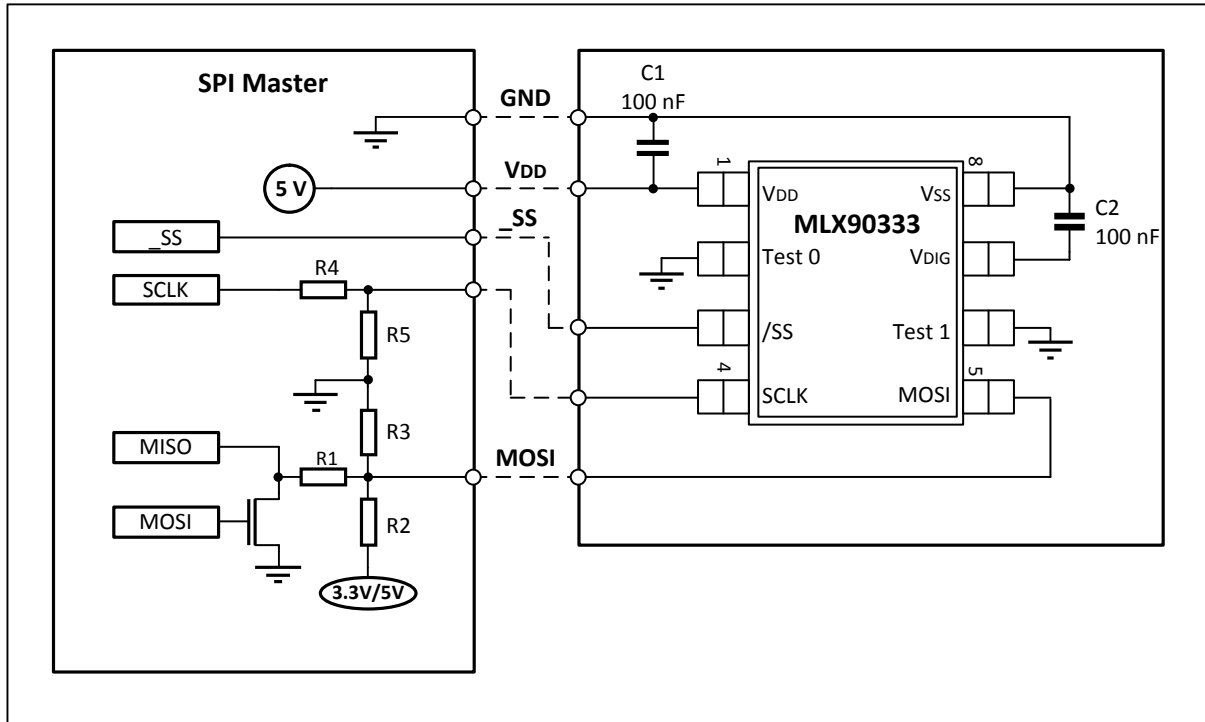 SPI Master
GND
5 V
VDD
_SS
_SS
SCLK
R4
R5
R3
MISO
R1
MOSI
MOSI
R2
3.3V/5V
C1
100 nF
1
8
VDD
VSS
MLX90333
C2
100 nF
Test 0
VDIG
/SS
Test 1
4
5
SCLK
MOSI